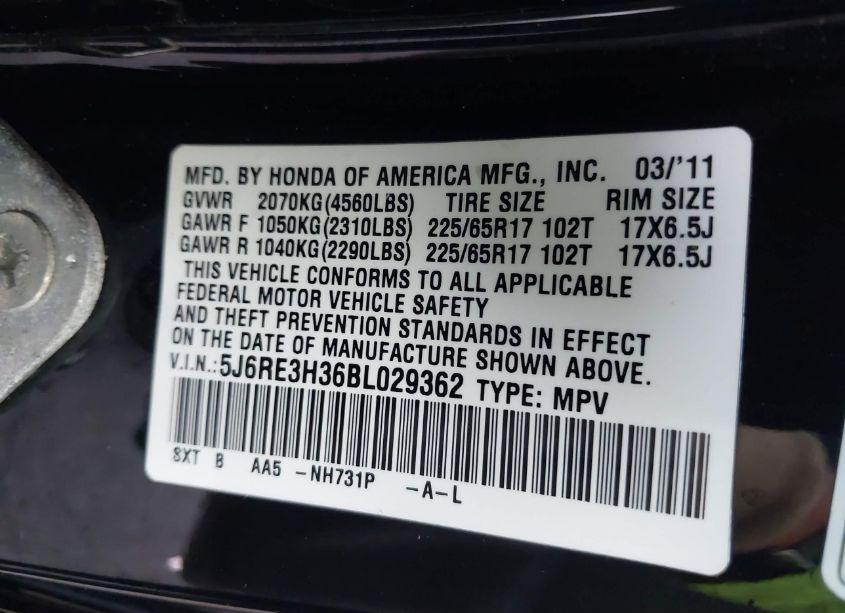 MFD. BY HONDA OF AMERICA MFG., INC. 03/'11
GVWR 2070KG(4560LBS) TIRE SIZE RIM SIZE
GAWR F 1050KG(2310LBS) 225/65R17 102T 17X6.5J
GAWR R 1040KG(2290LBS) 225/65R17 102T 17X6.5J
THIS VEHICLE CONFORMS TO ALL APPLICABLE
FEDERAL MOTOR VEHICLE SAFETY
AND THEFT PREVENTION STANDARDS IN EFFECT
ON THE DATE OF MANUFACTURE SHOWN ABOVE.
V.I.N.:5J6RE3H36BL029362 TYPE: MPV
SXT B AA5 -NH731P -A-L